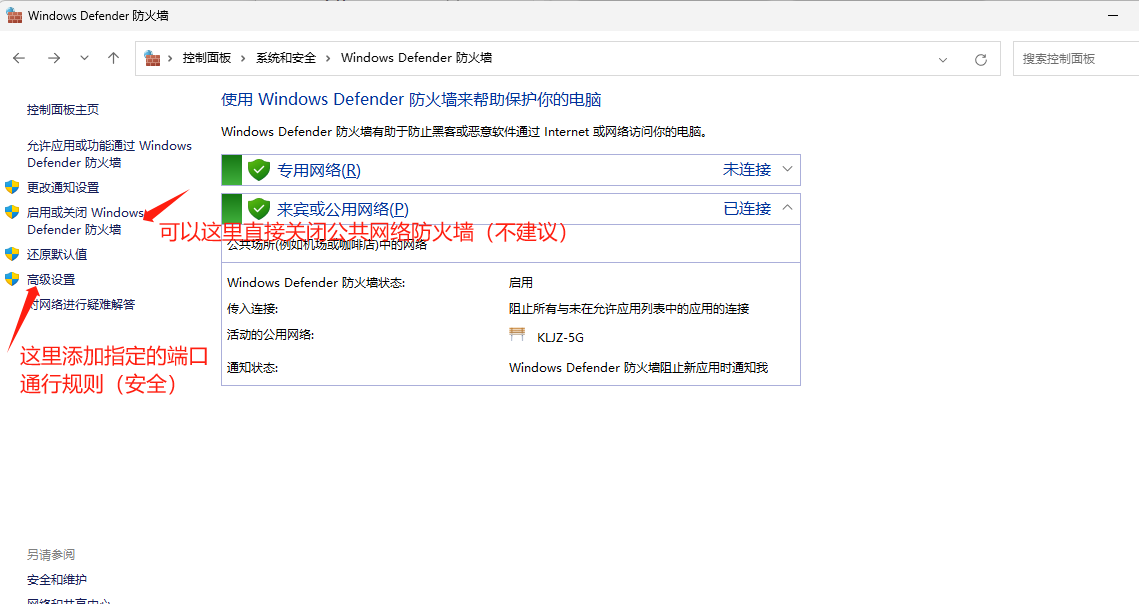 Windows Defender 防火墙
控制面板 › 系统和安全 › Windows Defender 防火墙
搜索控制面板
控制面板主页
允许应用或功能通过 Windows
Defender 防火墙
更改通知设置
启用或关闭 Windows
Defender 防火墙
还原默认值
高级设置
对网络进行疑难解答
这里添加指定的端口
通行规则（安全）
使用 Windows Defender 防火墙来帮助保护你的电脑
Windows Defender 防火墙有助于防止黑客或恶意软件通过 Internet 或网络访问你的电脑。
专用网络(R) 未连接
来宾或公用网络(P) 已连接
可以这里直接关闭公共网络防火墙（不建议）
公共场所(例如机场或咖啡店)中的网络
Windows Defender 防火墙状态: 启用
传入连接: 阻止所有与未在允许应用列表中的应用的连接
活动的公用网络: KLJZ-5G
通知状态: Windows Defender 防火墙阻止新应用时通知我
另请参阅
安全和维护
网络和共享中心